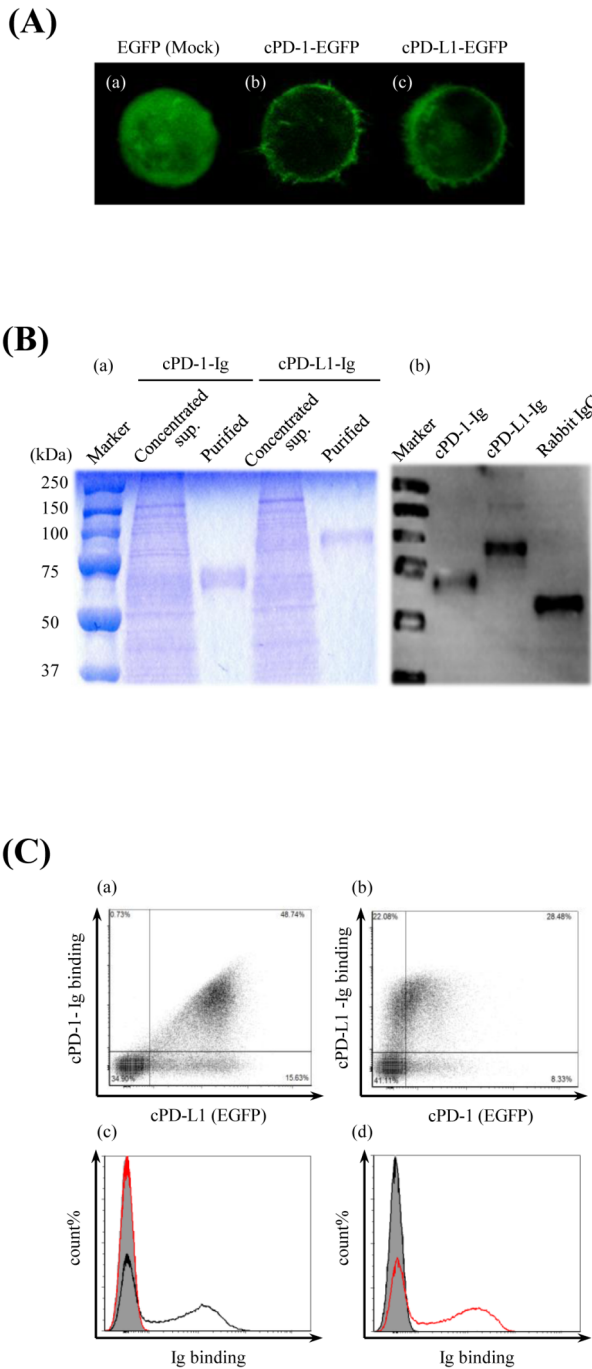 (A)
EGFP (Mock) cPD-1-EGFP cPD-L1-EGFP
(a) (b) (c)
(B)
(a) cPD-1-Ig cPD-L1-Ig (b)
(kDa) Marker Concentrated sup. Purified Concentrated sup. Purified Marker cPD-1-Ig cPD-L1-Ig Rabbit IgG
250
150
100
75
50
37
(C)
(a) (b)
0.73% 48.74% 22.08% 28.48%
cPD-1-Ig binding cPD-L1 -Ig binding
34.90% 15.63% 41.11% 8.33%
cPD-L1 (EGFP) cPD-1 (EGFP)
(c) (d)
count% count%
Ig binding Ig binding